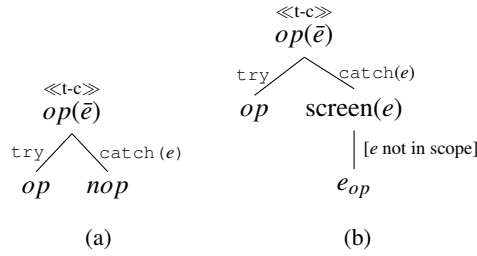 ≪t-c≫
op(ē)
try catch(e)
op nop
(a)
≪t-c≫
op(ē)
try catch(e)
op screen(e)
[e not in scope]
e_op
(b)